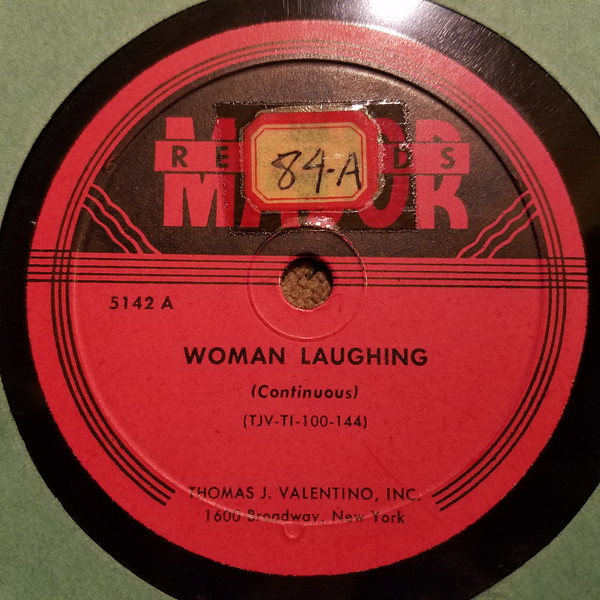 MAJOR
RECORDS
84-A
5142 A
WOMAN LAUGHING
(Continuous)
(TJV-TI-100-144)
THOMAS J. VALENTINO, INC.
1600 Broadway, New York